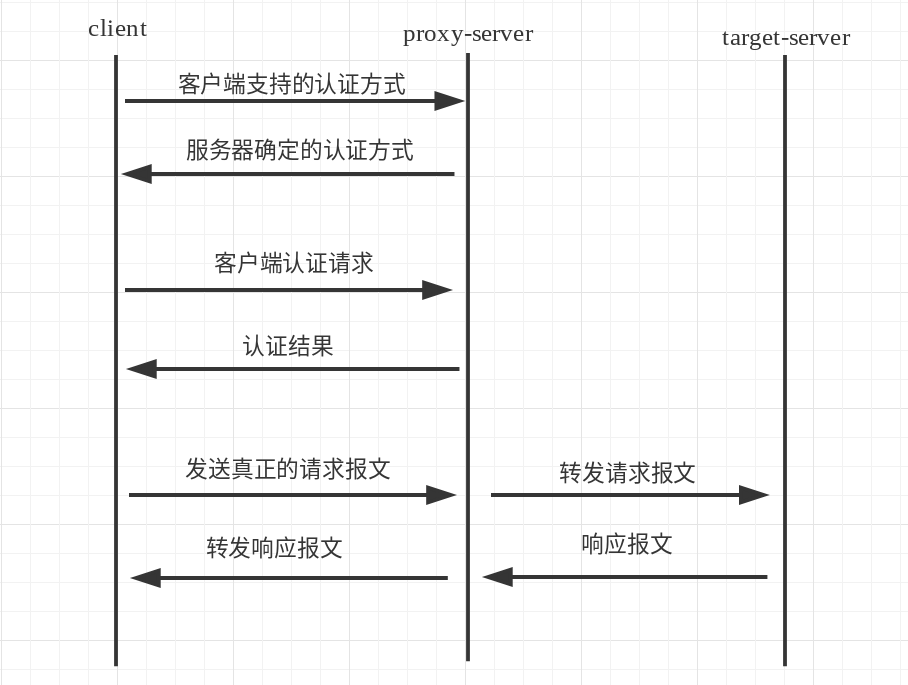 client
proxy-server
target-server
客户端支持的认证方式
服务器确定的认证方式
客户端认证请求
认证结果
发送真正的请求报文
转发请求报文
转发响应报文
响应报文